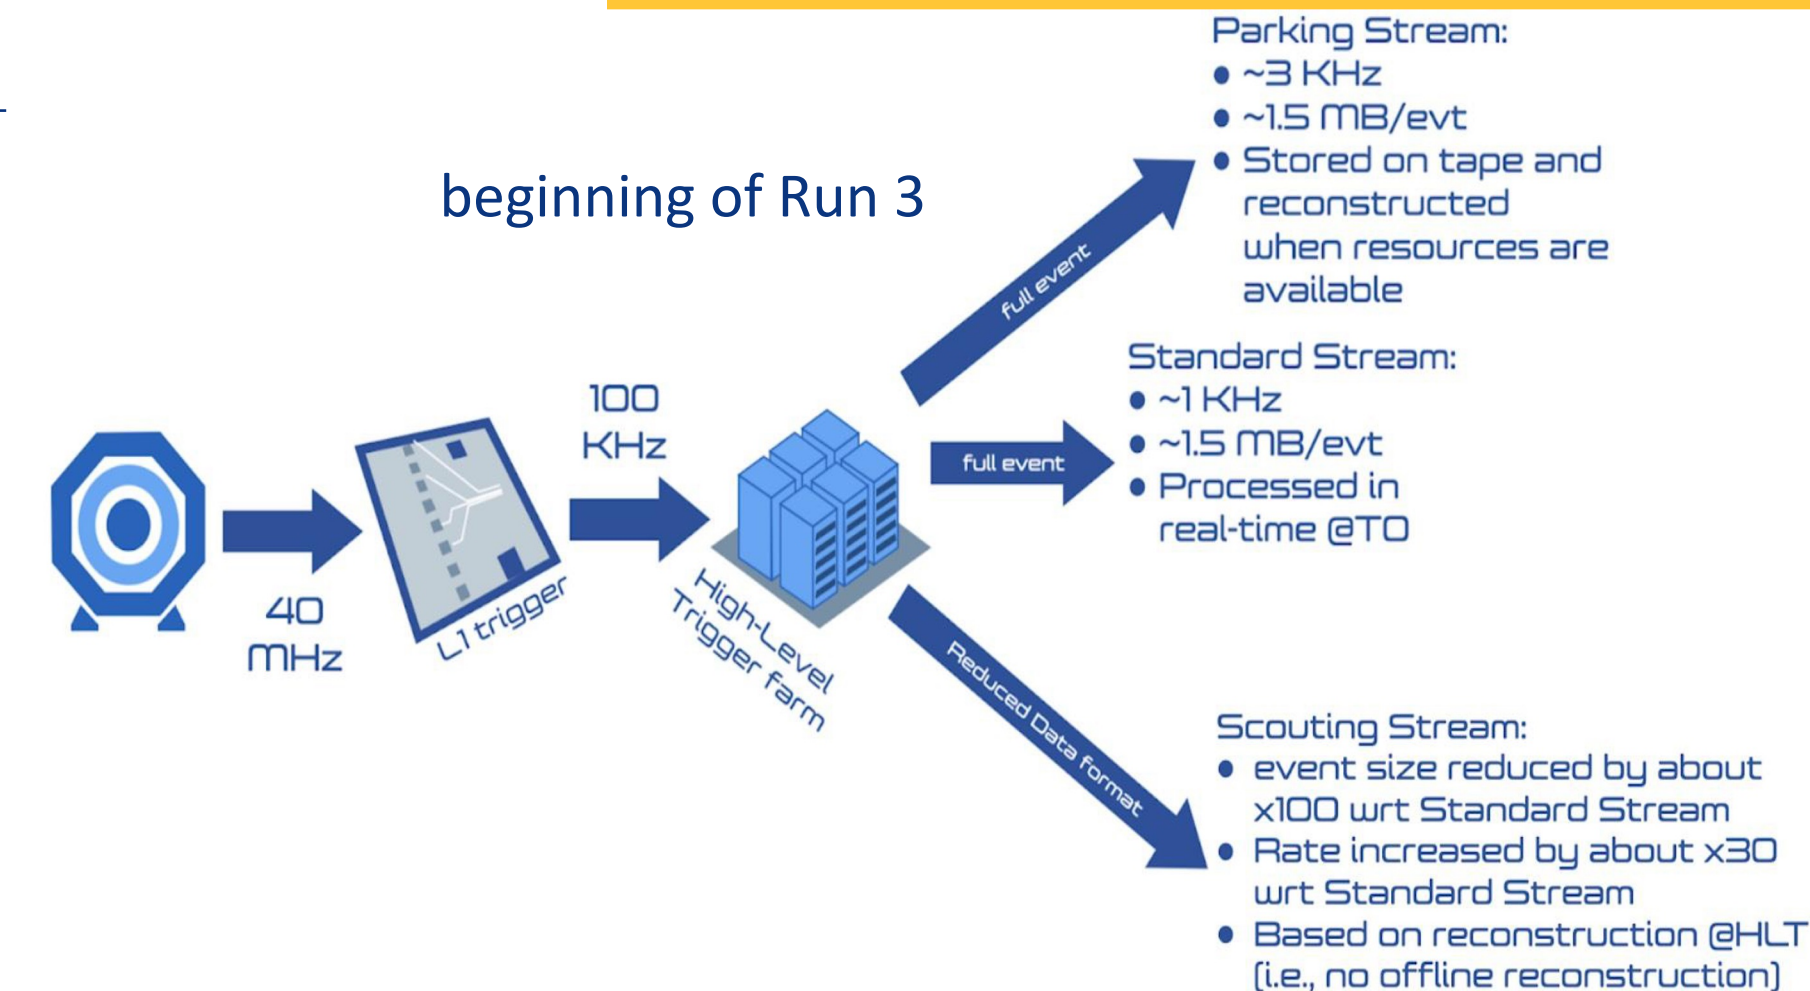 beginning of Run 3
40
MHz
L1 trigger
100
KHz
High-Level
Trigger farm
full event
Parking Stream:
• ~3 KHz
• ~1.5 MB/evt
• Stored on tape and
reconstructed
when resources are
available
full event
Standard Stream:
• ~1 KHz
• ~1.5 MB/evt
• Processed in
real-time @T0
Reduced Data format
Scouting Stream:
• event size reduced by about
x100 wrt Standard Stream
• Rate increased by about x30
wrt Standard Stream
• Based on reconstruction @HLT
(i.e., no offline reconstruction)